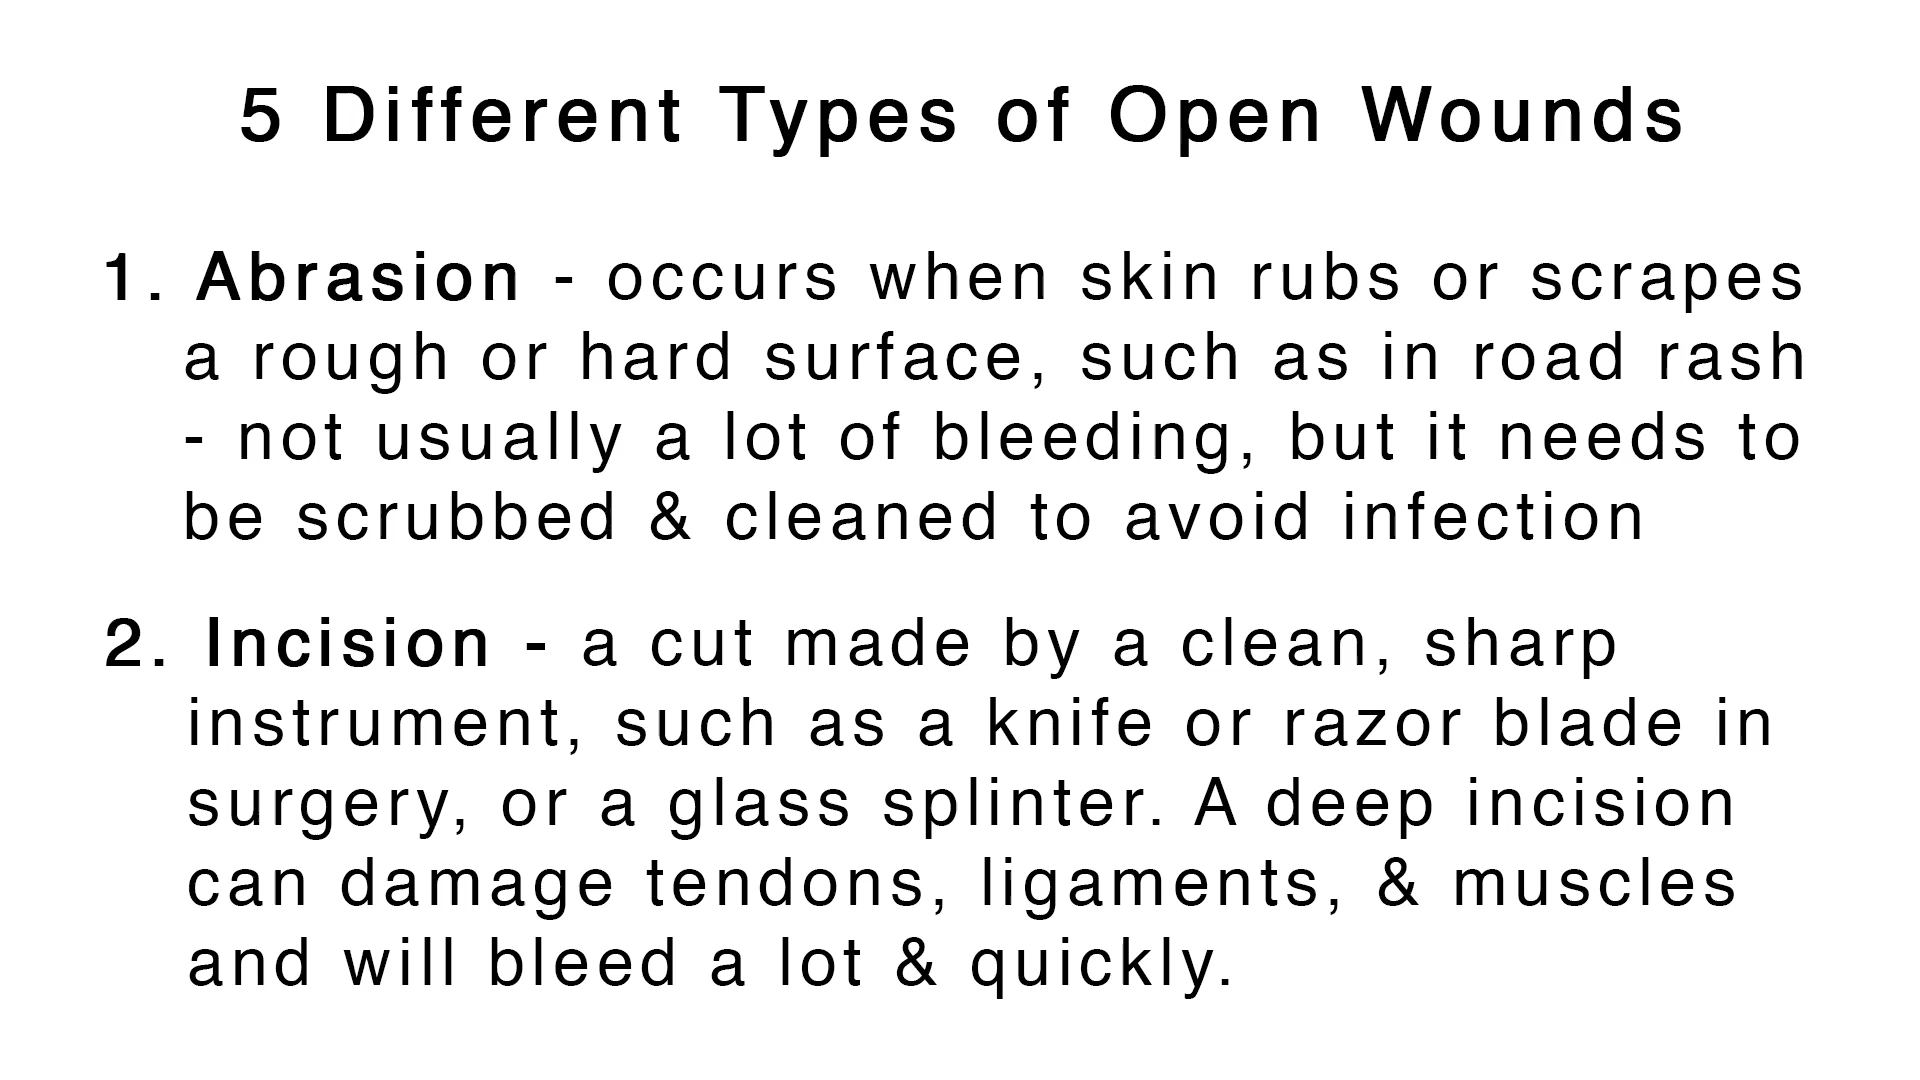 5 Different Types of Open Wounds
1. Abrasion - occurs when skin rubs or scrapes
a rough or hard surface, such as in road rash
- not usually a lot of bleeding, but it needs to
be scrubbed & cleaned to avoid infection
2. Incision - a cut made by a clean, sharp
instrument, such as a knife or razor blade in
surgery, or a glass splinter. A deep incision
can damage tendons, ligaments, & muscles
and will bleed a lot & quickly.